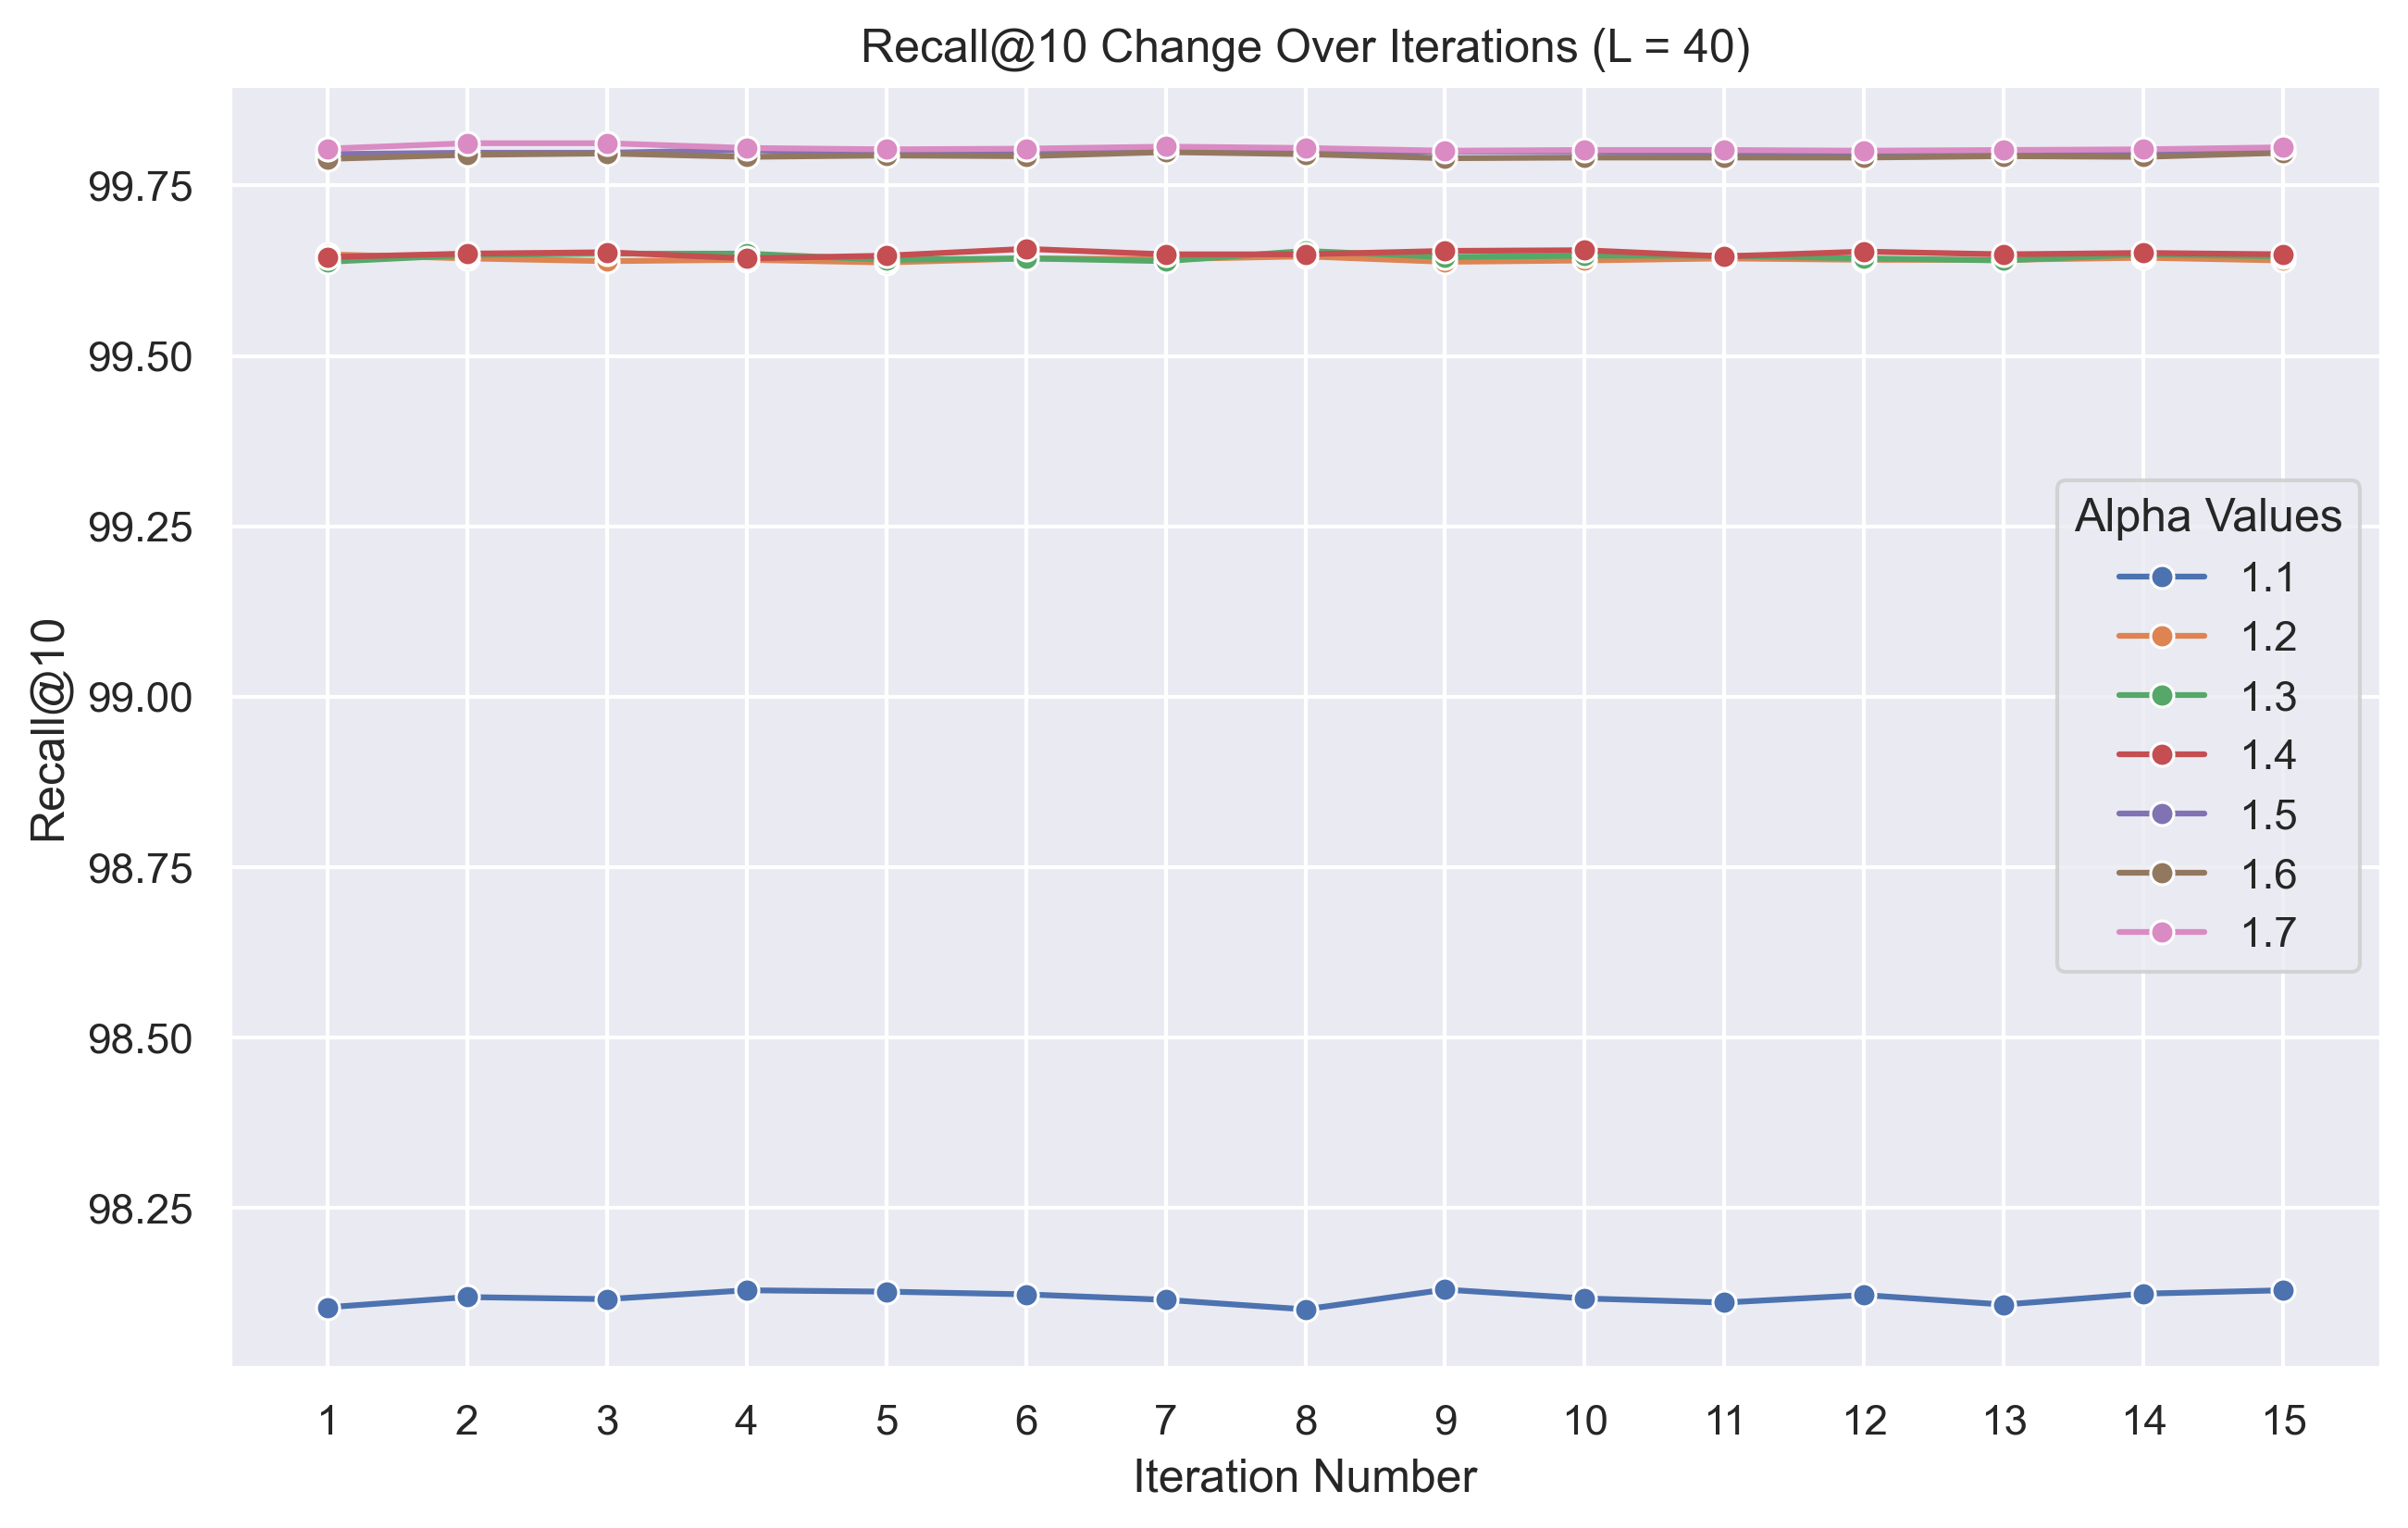 Recall@10 Change Over Iterations (L = 40)
Recall@10
99.75
99.50
99.25
99.00
98.75
98.50
98.25
Alpha Values
1.1
1.2
1.3
1.4
1.5
1.6
1.7
1 2 3 4 5 6 7 8 9 10 11 12 13 14 15
Iteration Number